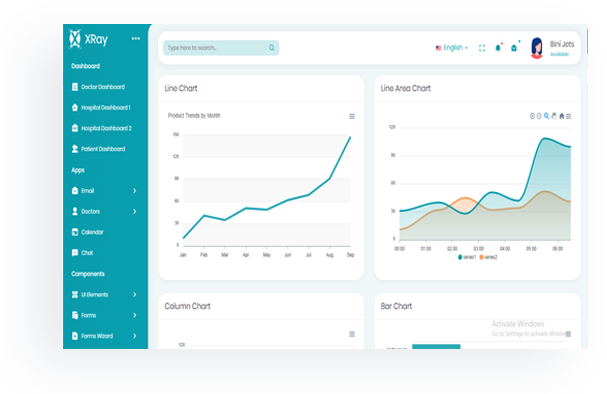 XRay
Dashboard
Doctor Dashboard
Hospital Dashboard 1
Hospital Dashboard 2
Patient Dashboard
Apps
Email
Doctors
Calendar
Chat
Components
UI Elements
Forms
Forms Wizard
Type here to search...
English
Bini Jets
Available
Line Chart
Product Trends by Month
150
120
90
60
30
0
Jan Feb Mar Apr May Jun Jul Aug Sep
Line Area Chart
120
90
60
30
0
00:00 01:00 02:00 03:00 04:00 05:00 06:00
series1 series2
Column Chart
120
Bar Chart
Activate Windows
Go to Settings to activate Windows